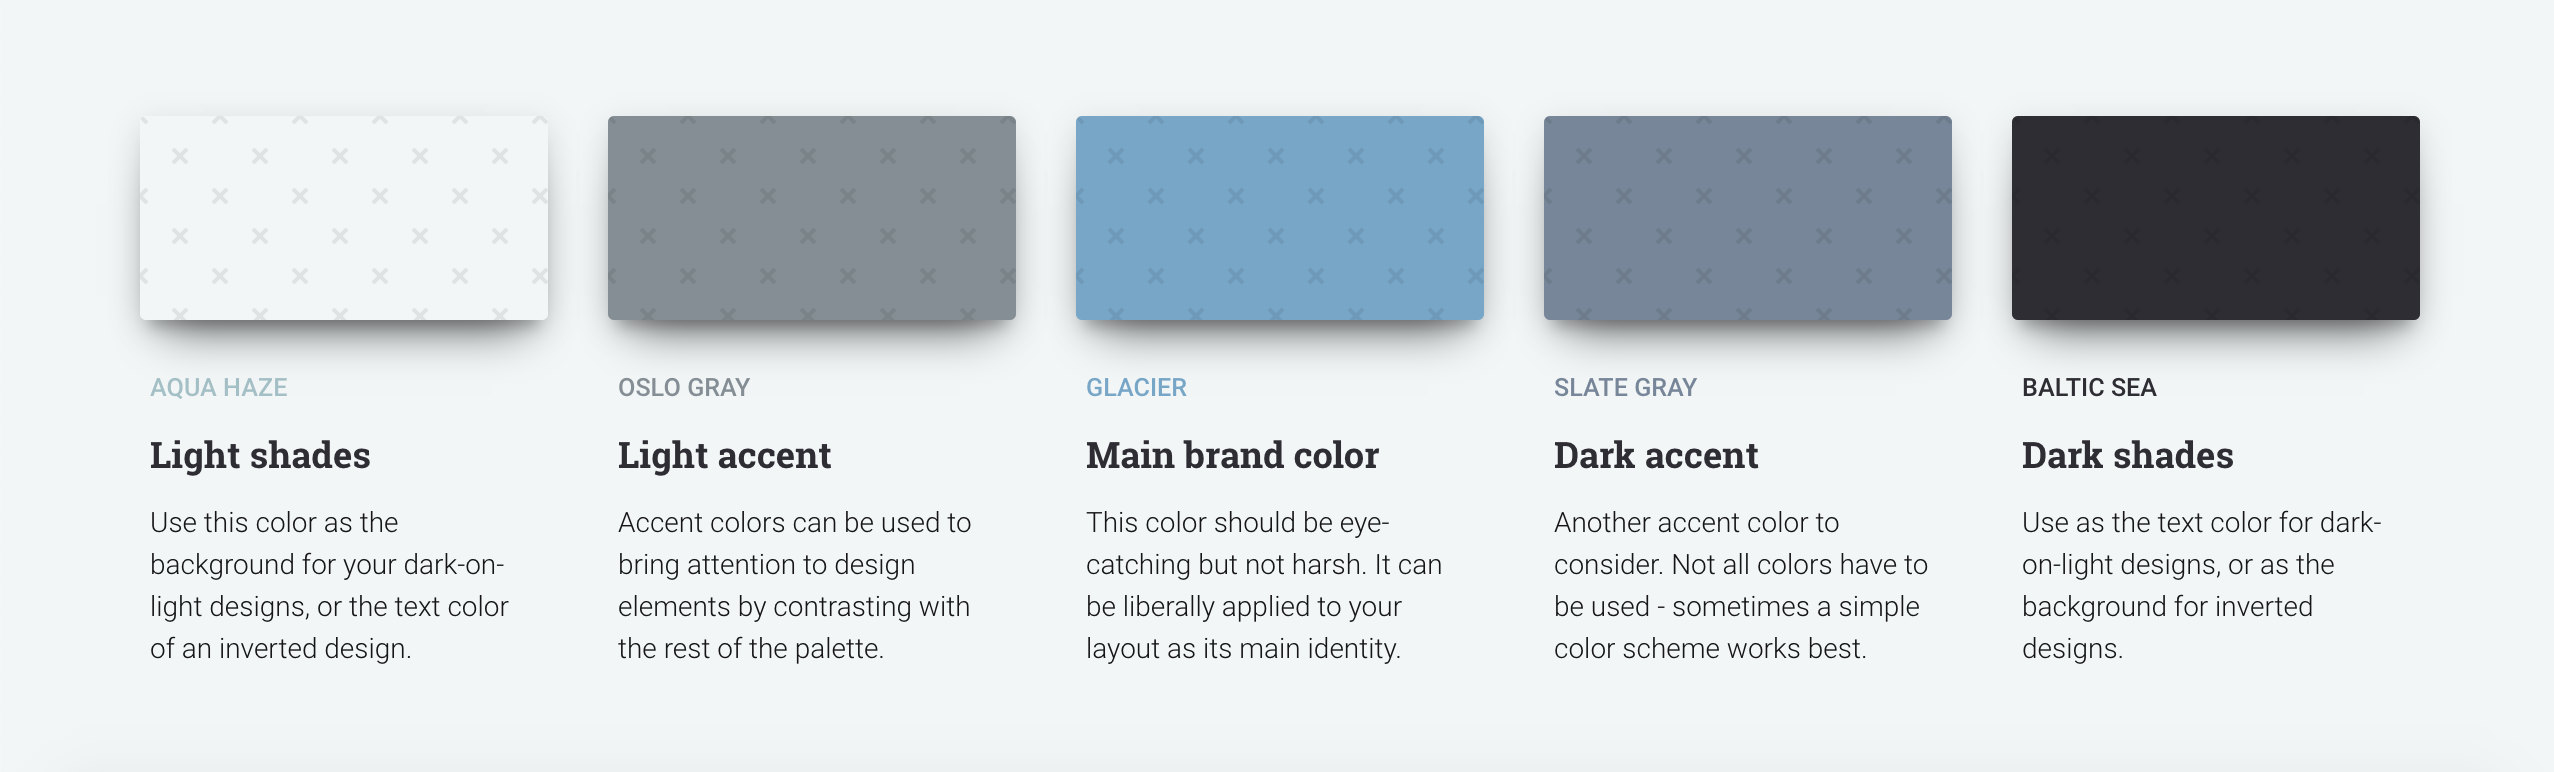 AQUA HAZE
Light shades
Use this color as the
background for your dark-on-
light designs, or the text color
of an inverted design.
OSLO GRAY
Light accent
Accent colors can be used to
bring attention to design
elements by contrasting with
the rest of the palette.
GLACIER
Main brand color
This color should be eye-
catching but not harsh. It can
be liberally applied to your
layout as its main identity.
SLATE GRAY
Dark accent
Another accent color to
consider. Not all colors have to
be used - sometimes a simple
color scheme works best.
BALTIC SEA
Dark shades
Use as the text color for dark-
on-light designs, or as the
background for inverted
designs.